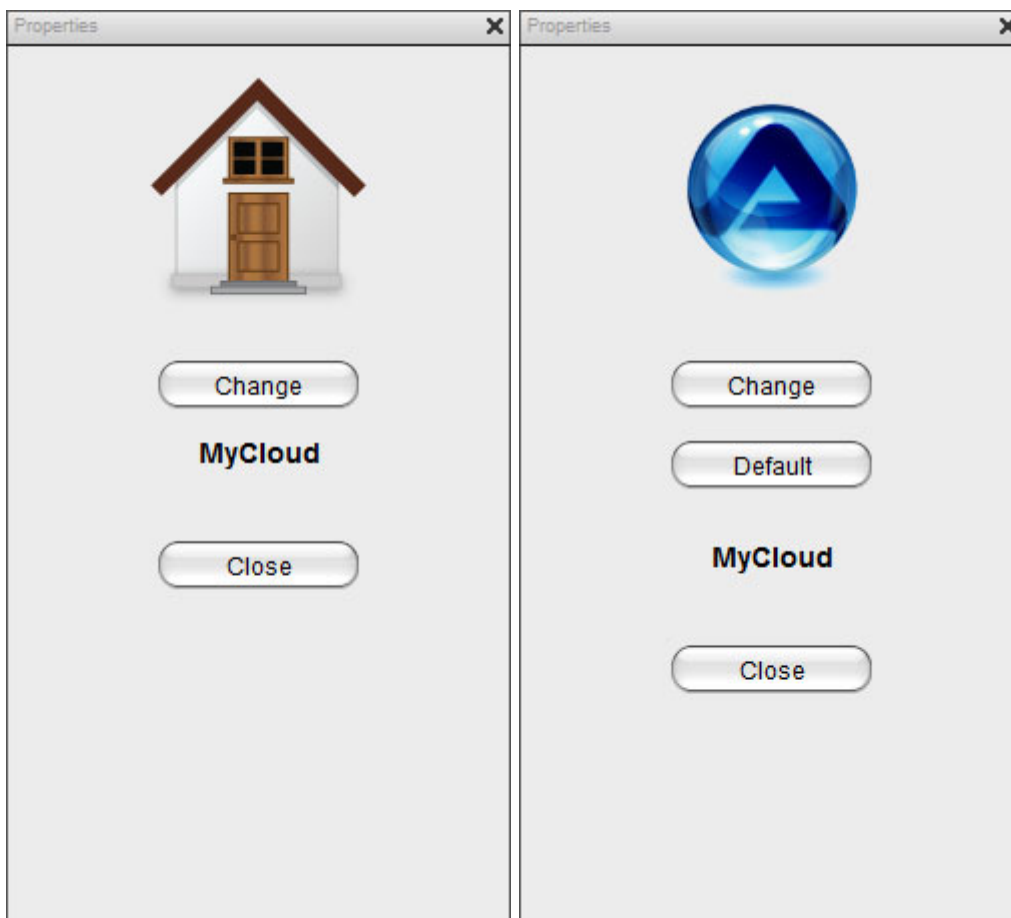 Properties
Change
MyCloud
Close
Properties
Change
Default
MyCloud
Close